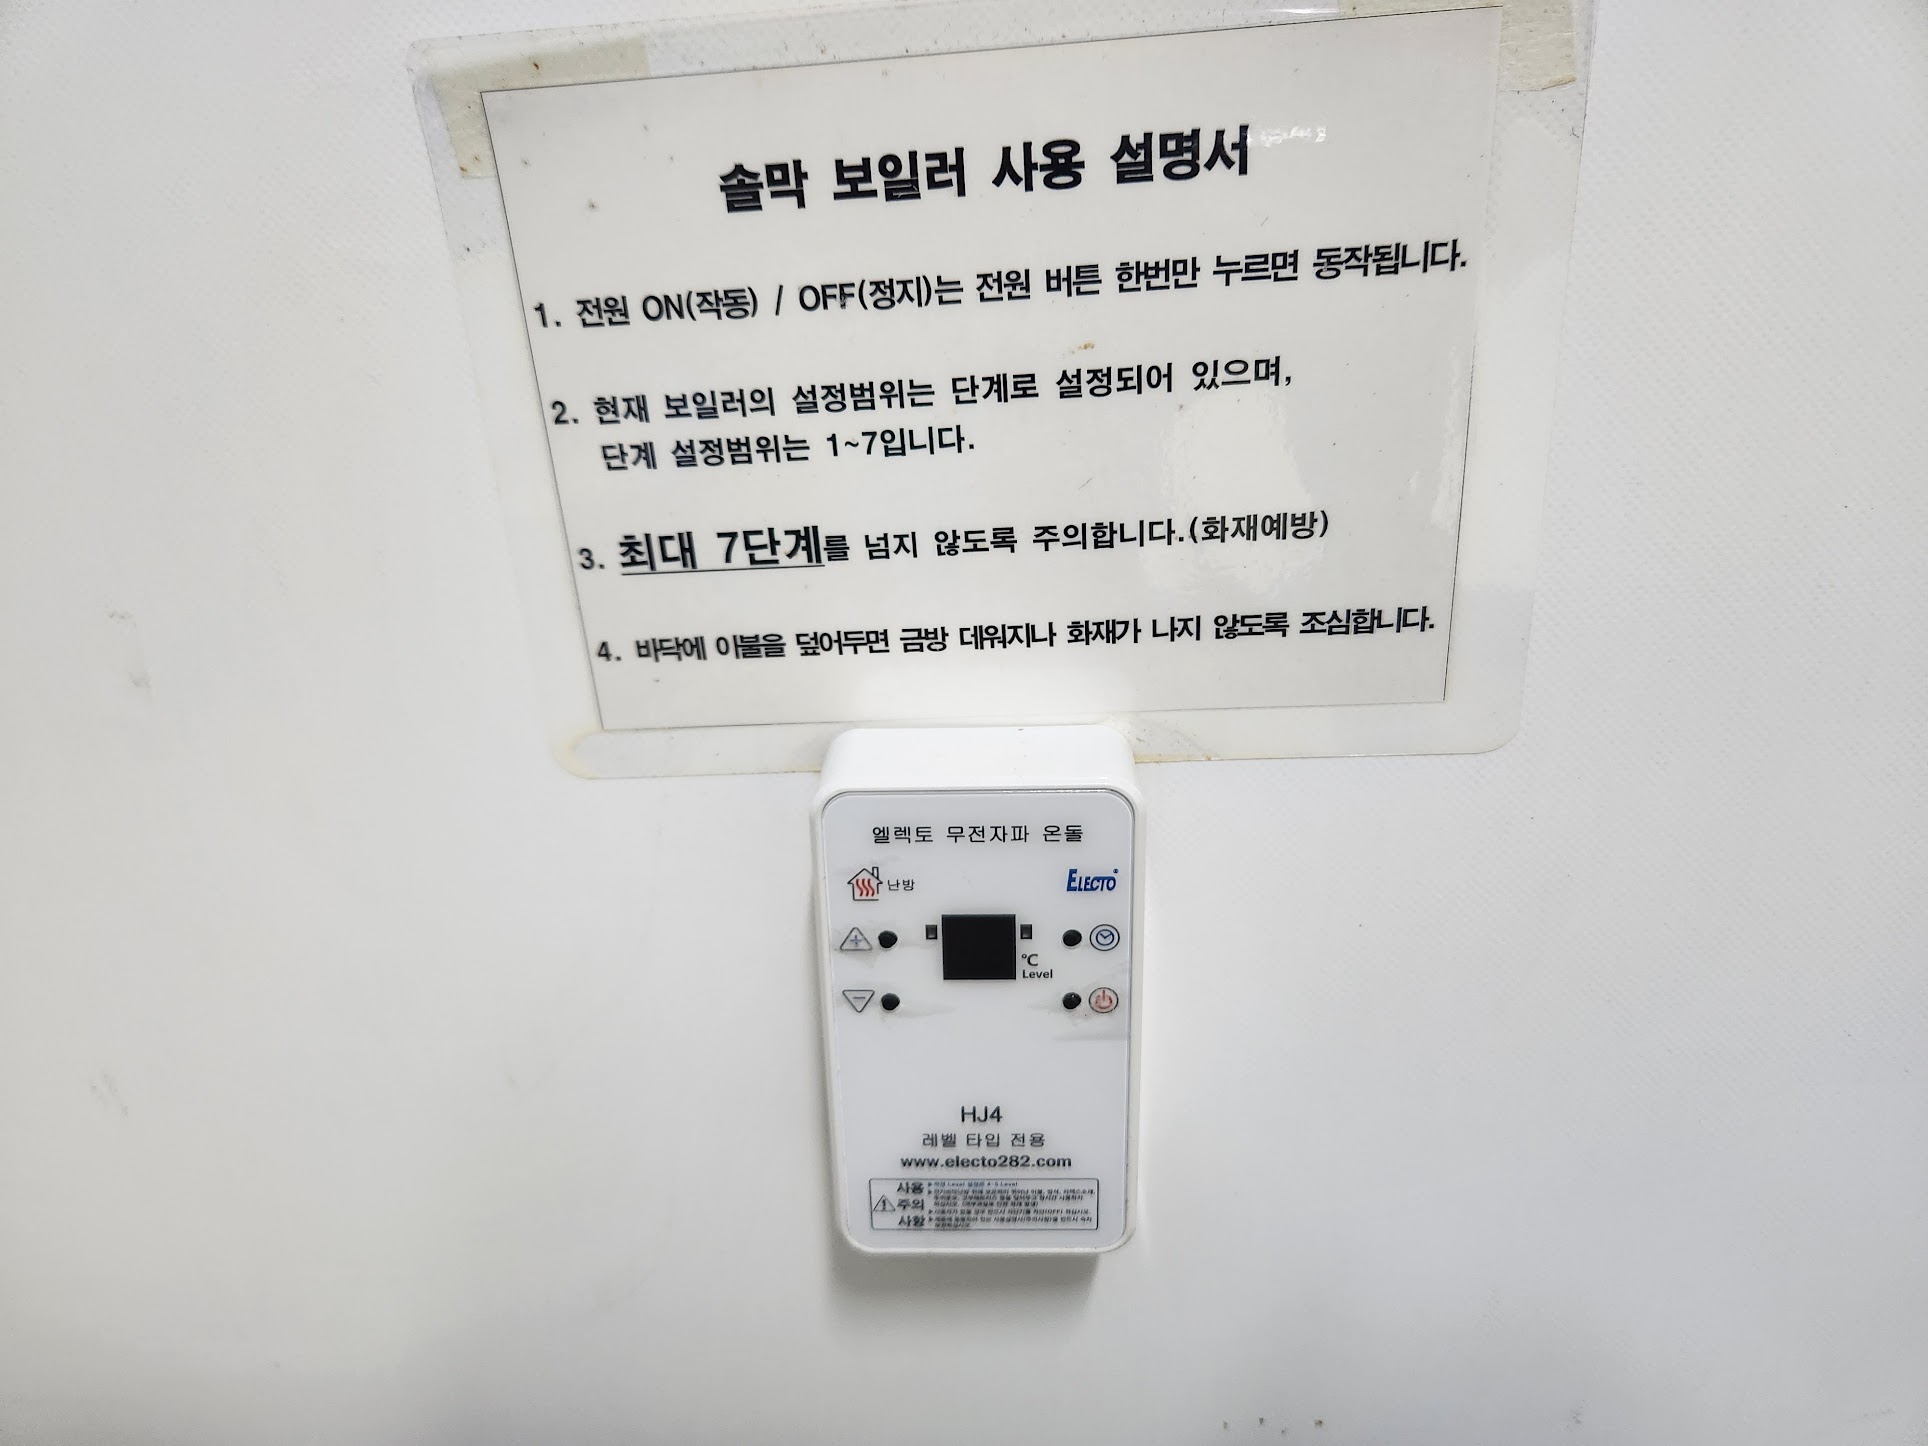 솔막 보일러 사용 설명서
1. 전원 ON(작동) / OFF(정지)는 전원 버튼 한번만 누르면 동작됩니다.
2. 현재 보일러의 설정범위는 단계로 설정되어 있으며,
단계 설정범위는 1~7입니다.
3. 최대 7단계를 넘지 않도록 주의합니다.(화재예방)
4. 바닥에 이불을 덮어두면 금방 데워지나 화재가 나지 않도록 조심합니다.
엘렉토 무전자파 온돌
난방
ELECTO
°C
Level
HJ4
레벨 타입 전용
www.electo282.com
사용
주의
사항